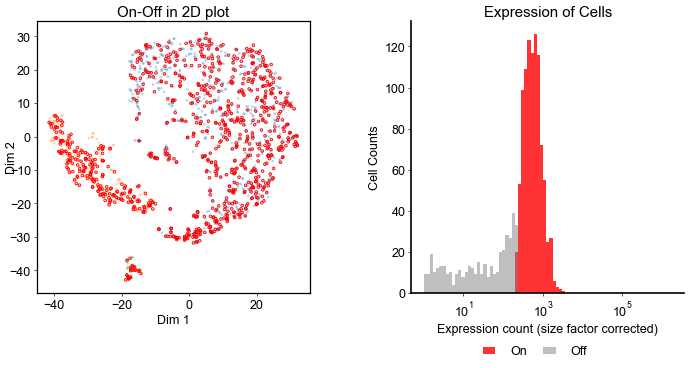 On-Off in 2D plot
30
20
10
0
−10
−20
−30
−40
Dim 2
−40 −20 0 20
Dim 1
Expression of Cells
120
100
80
60
40
20
0
Cell Counts
10^1 10^3 10^5
Expression count (size factor corrected)
On Off